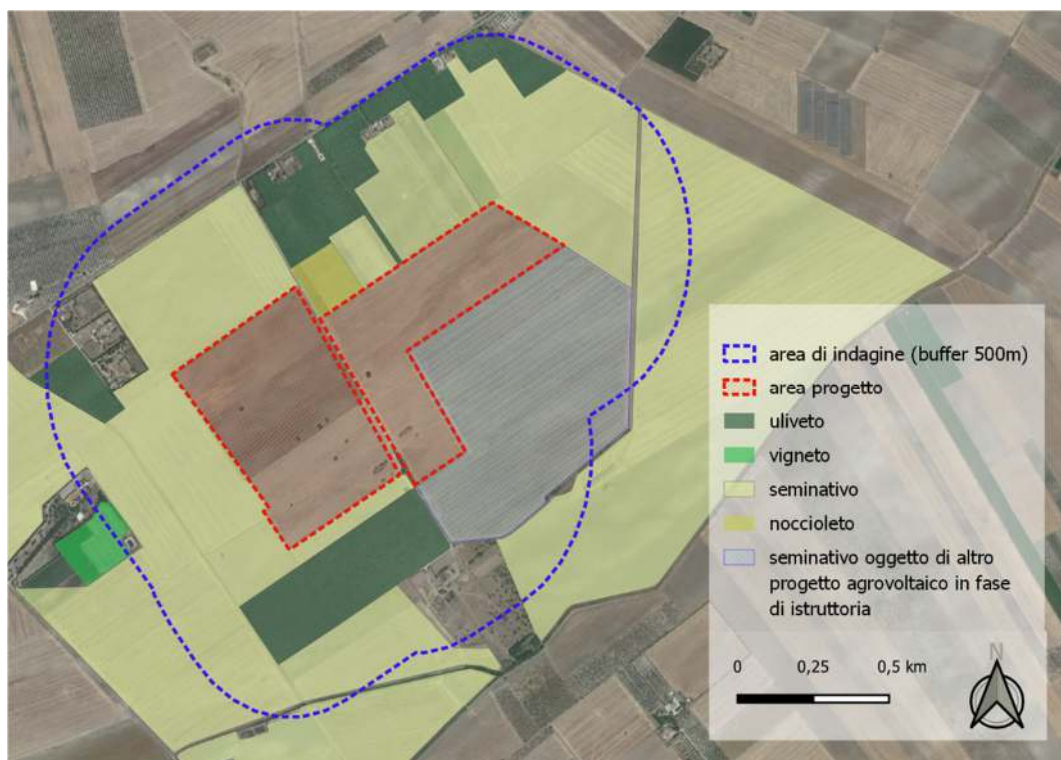 area di indagine (buffer 500m)
area progetto
uliveto
vigneto
seminativo
noccioleto
seminativo oggetto di altro
progetto agrovoltaico in fase
di istruttoria
N
0 0,25 0,5 km